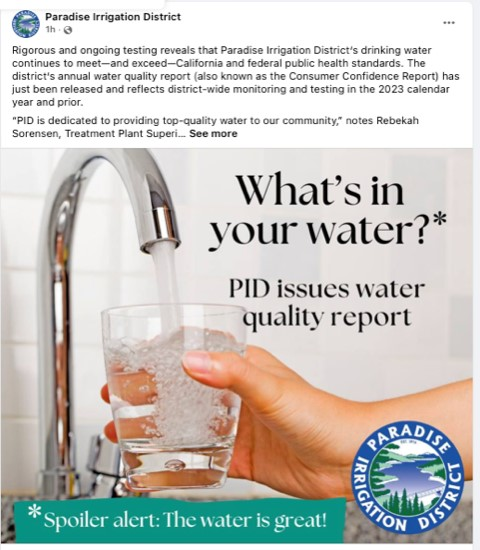 Paradise Irrigation District
1h ·
Rigorous and ongoing testing reveals that Paradise Irrigation District's drinking water
continues to meet—and exceed—California and federal public health standards. The
district's annual water quality report (also known as the Consumer Confidence Report) has
just been released and reflects district-wide monitoring and testing in the 2023 calendar
year and prior.
"PID is dedicated to providing top-quality water to our community," notes Rebekah
Sorensen, Treatment Plant Superi... See more
What's in
your water?*
PID issues water
quality report
PARADISE
IRRIGATION DISTRICT
*Spoiler alert: The water is great!